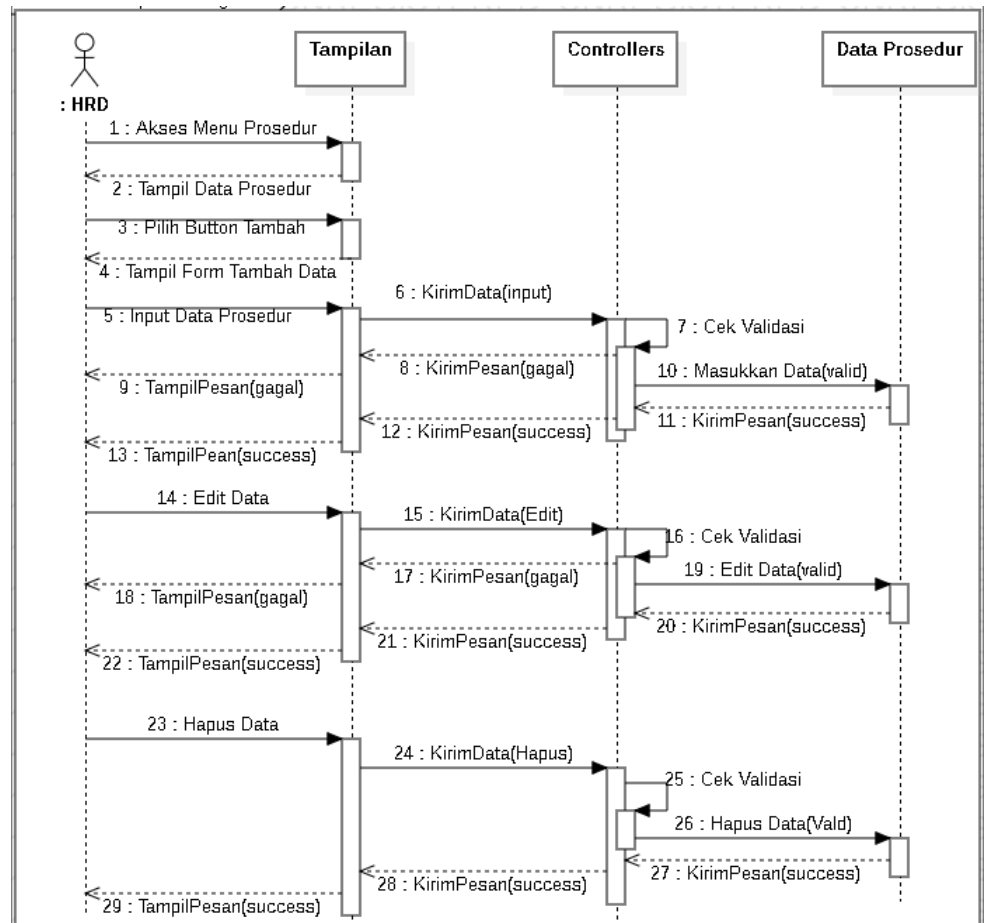 Tampilan
Controllers
Data Prosedur
: HRD
1 : Akses Menu Prosedur
2 : Tampil Data Prosedur
3 : Pilih Button Tambah
4 : Tampil Form Tambah Data
5 : Input Data Prosedur
6 : KirimData(input)
7 : Cek Validasi
8 : KirimPesan(gagal)
9 : TampilPesan(gagal)
10 : Masukkan Data(valid)
11 : KirimPesan(success)
12 : KirimPesan(success)
13 : TampilPean(success)
14 : Edit Data
15 : KirimData(Edit)
16 : Cek Validasi
17 : KirimPesan(gagal)
18 : TampilPesan(gagal)
19 : Edit Data(valid)
20 : KirimPesan(success)
21 : KirimPesan(success)
22 : TampilPesan(success)
23 : Hapus Data
24 : KirimData(Hapus)
25 : Cek Validasi
26 : Hapus Data(Vald)
27 : KirimPesan(success)
28 : KirimPesan(success)
29 : TampilPesan(success)